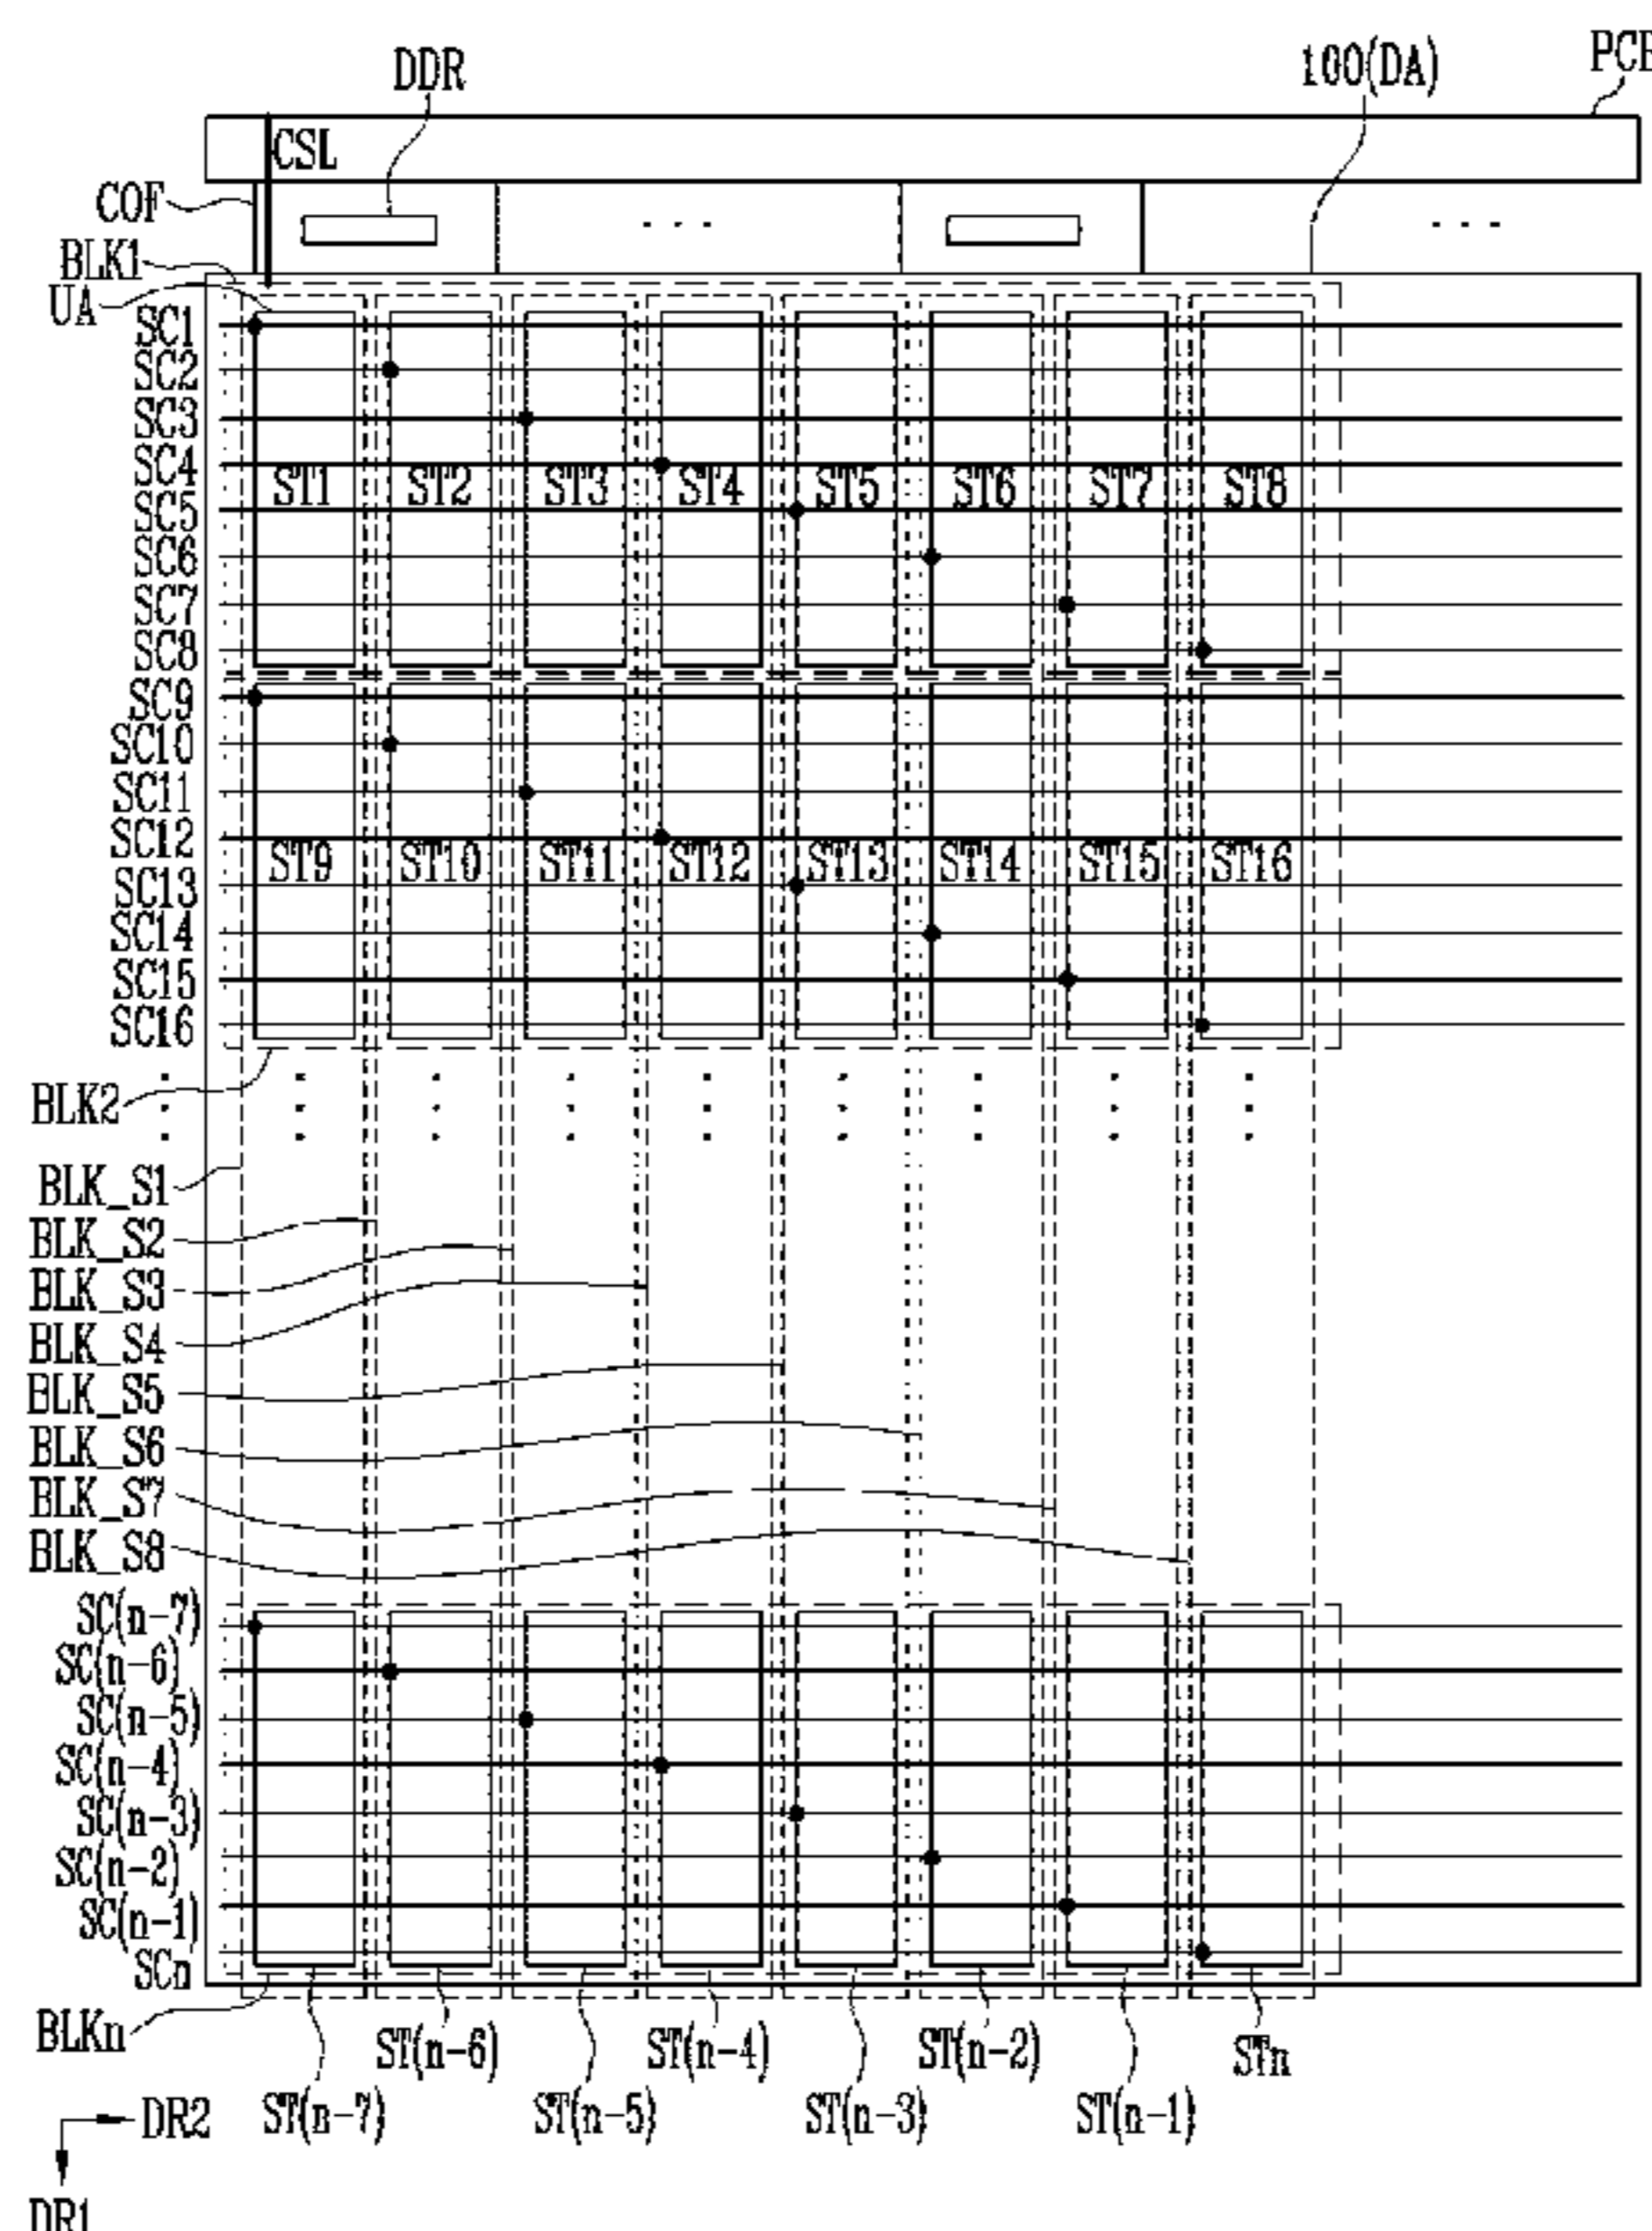 DDR
100(DA)
PCB
CSL
COF
BLK1
UA
SC1
SC2
SC3
SC4
ST1 ST2 ST3 ST4 ST5 ST6 ST7 ST8
SC5
SC6
SC7
SC8
SC9
SC10
SC11
SC12
ST9 ST10 ST11 ST12 ST13 ST14 ST15 ST16
SC13
SC14
SC15
SC16
BLK2
BLK_S1
BLK_S2
BLK_S3
BLK_S4
BLK_S5
BLK_S6
BLK_S7
BLK_S8
SC(n-7)
SC(n-6)
SC(n-5)
SC(n-4)
SC(n-3)
SC(n-2)
SC(n-1)
SCn
BLKn
ST(n-6) ST(n-4) ST(n-2) STn
ST(n-7) ST(n-5) ST(n-3) ST(n-1)
DR2
DR1